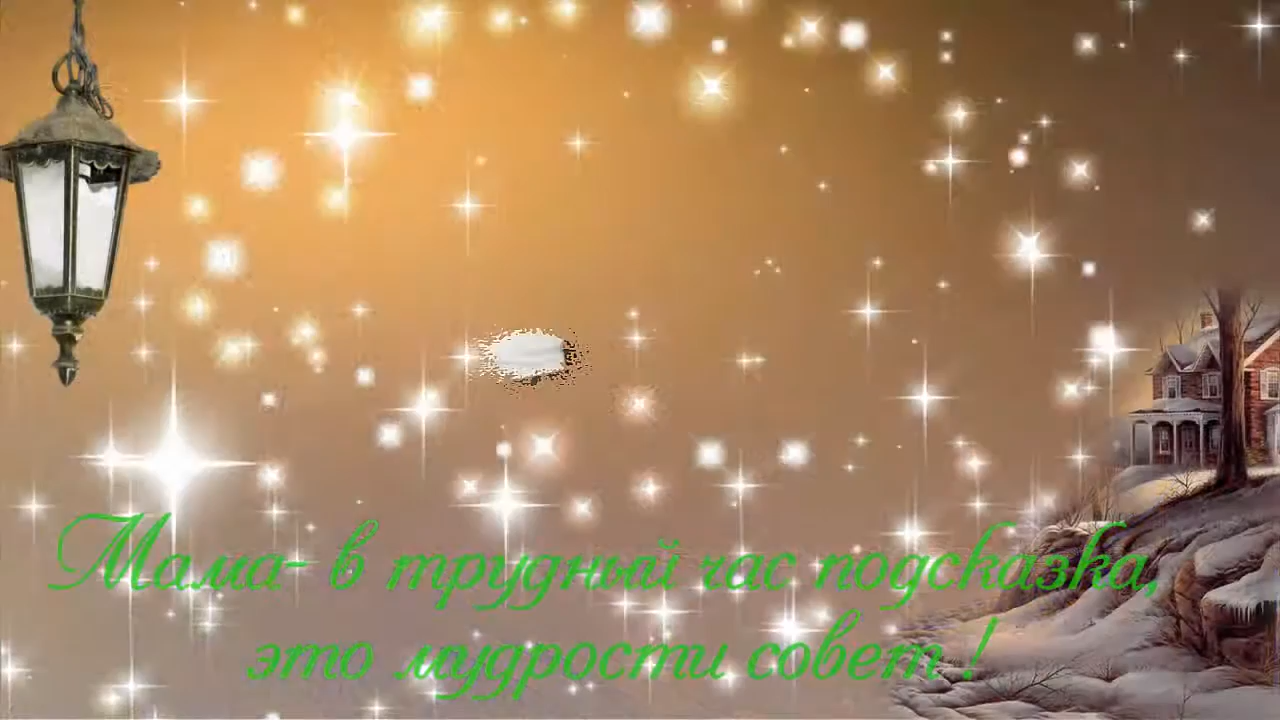 Мама- в трудный час подсказка,
это мудрости совет !